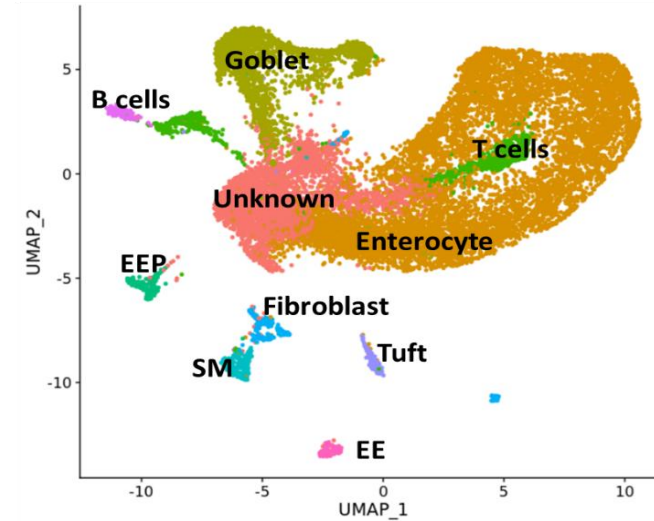 Goblet
B cells
T cells
Unknown
Enterocyte
EEP
Fibroblast
SM
Tuft
EE
UMAP_2
5
0
-5
-10
-10
-5
0
5
10
UMAP_1